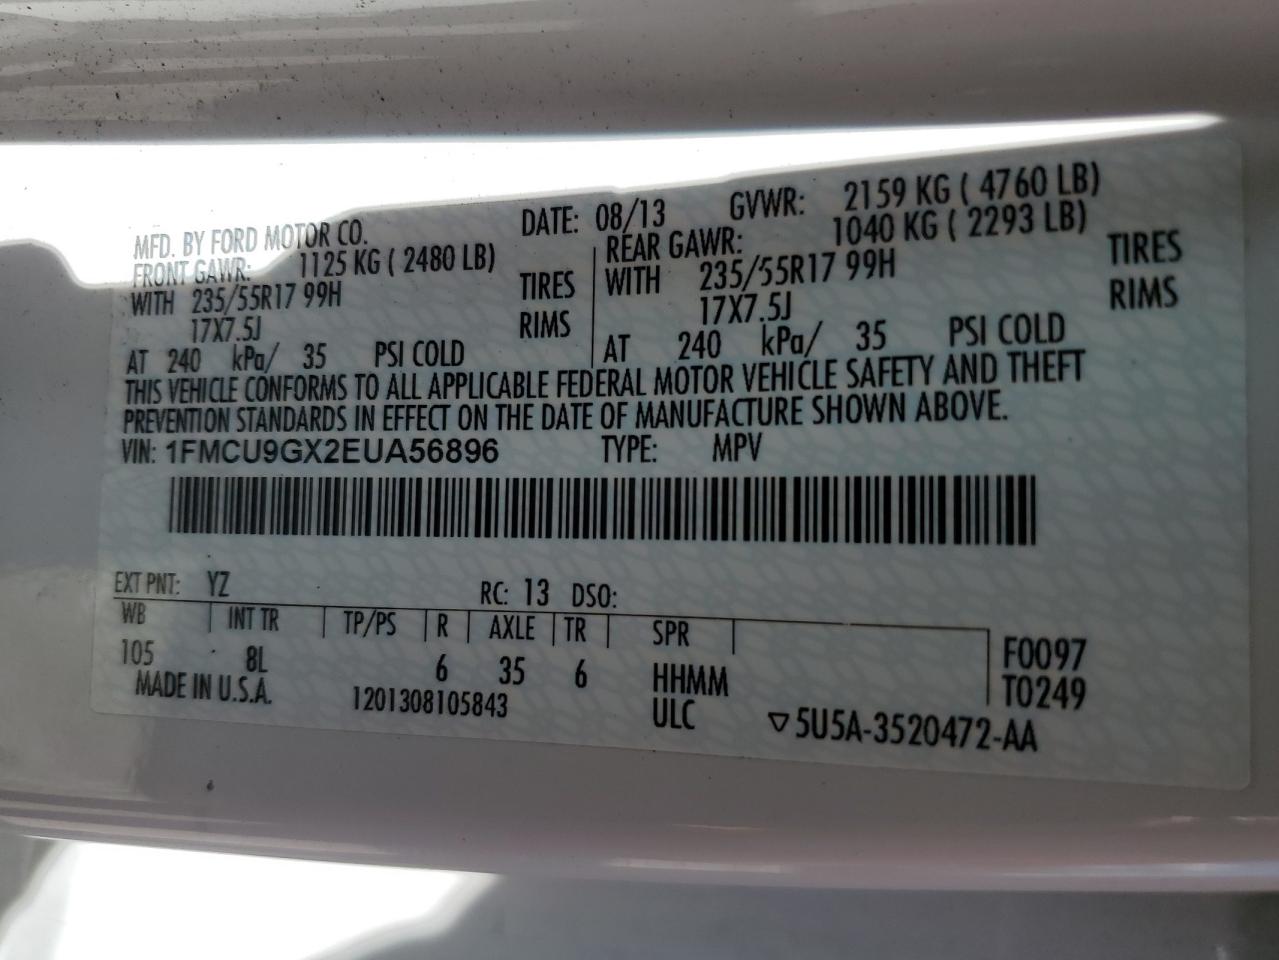 MFD. BY FORD MOTOR CO. DATE: 08/13 GVWR: 2159 KG ( 4760 LB)
FRONT GAWR: 1125 KG ( 2480 LB) REAR GAWR: 1040 KG ( 2293 LB)
WITH 235/55R17 99H TIRES WITH 235/55R17 99H TIRES
17X7.5J RIMS 17X7.5J RIMS
AT 240 kPa/ 35 PSI COLD AT 240 kPa/ 35 PSI COLD
THIS VEHICLE CONFORMS TO ALL APPLICABLE FEDERAL MOTOR VEHICLE SAFETY AND THEFT
PREVENTION STANDARDS IN EFFECT ON THE DATE OF MANUFACTURE SHOWN ABOVE.
VIN: 1FMCU9GX2EUA56896 TYPE: MPV
EXT PNT: YZ RC: 13 DSO:
WB INT TR TP/PS R AXLE TR SPR
105 8L 6 35 6 HHMM F0097
MADE IN U.S.A. 1201308105843 ULC T0249
▽5U5A-3520472-AA